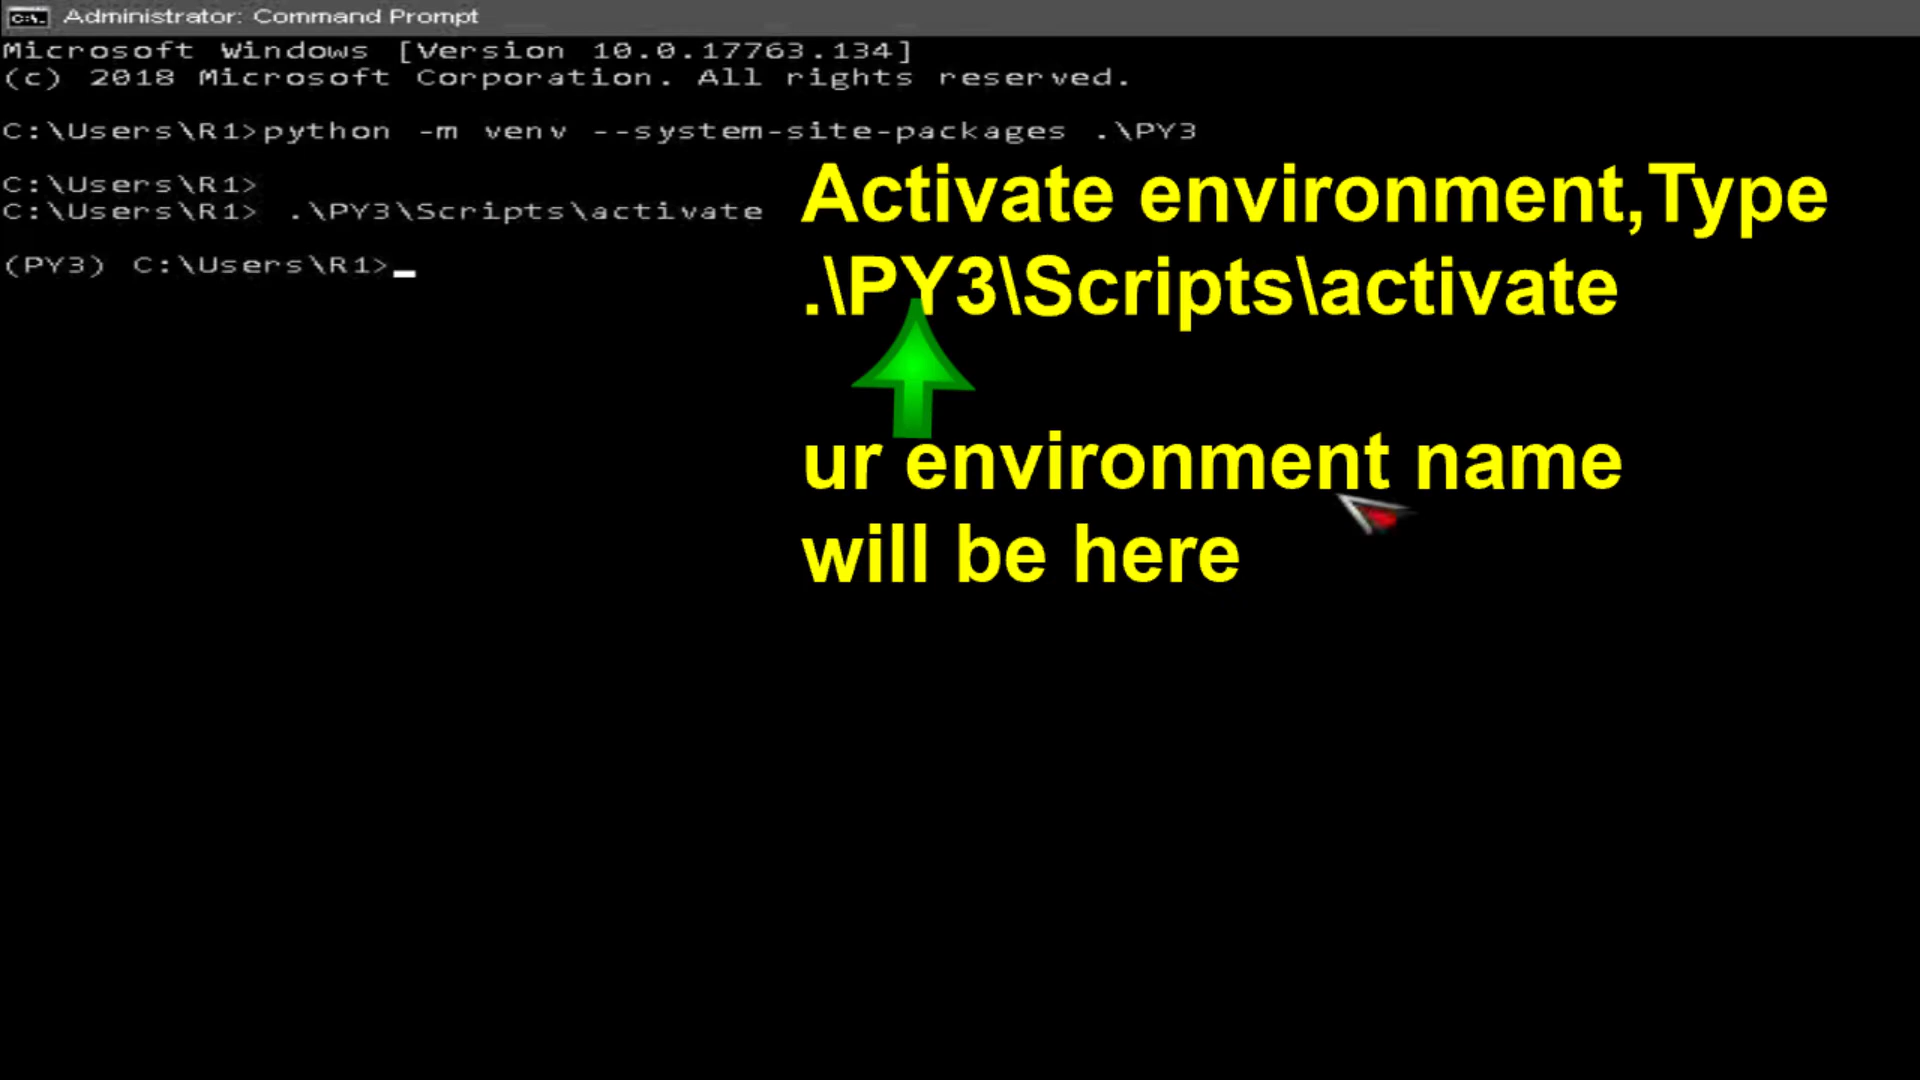 Administrator: Command Prompt
Microsoft Windows [Version 10.0.17763.134]
(c) 2018 Microsoft Corporation. All rights reserved.
C:\Users\R1>python -m venv --system-site-packages .\PY3
C:\Users\R1>
C:\Users\R1> .\PY3\Scripts\activate
(PY3) C:\Users\R1>
Activate environment,Type
.\PY3\Scripts\activate
ur environment name
will be here